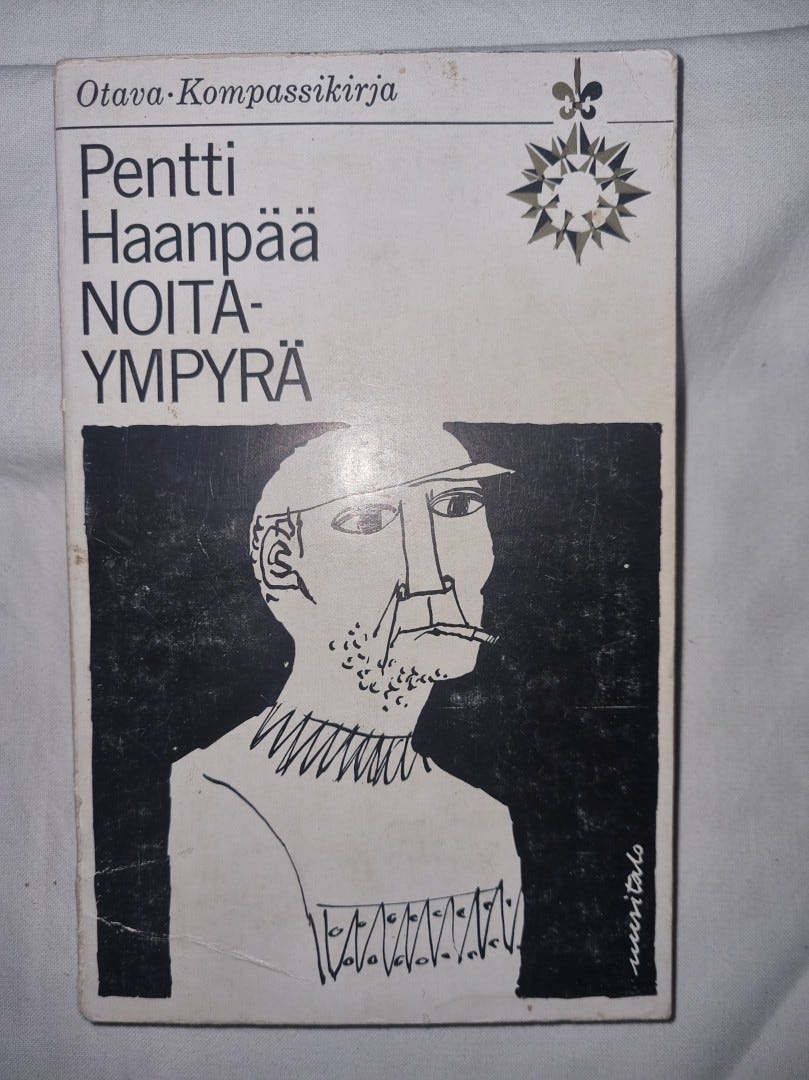 Otava·Kompassikirja
Pentti
Haanpää
NOITA-
YMPYRÄ
uusitalo